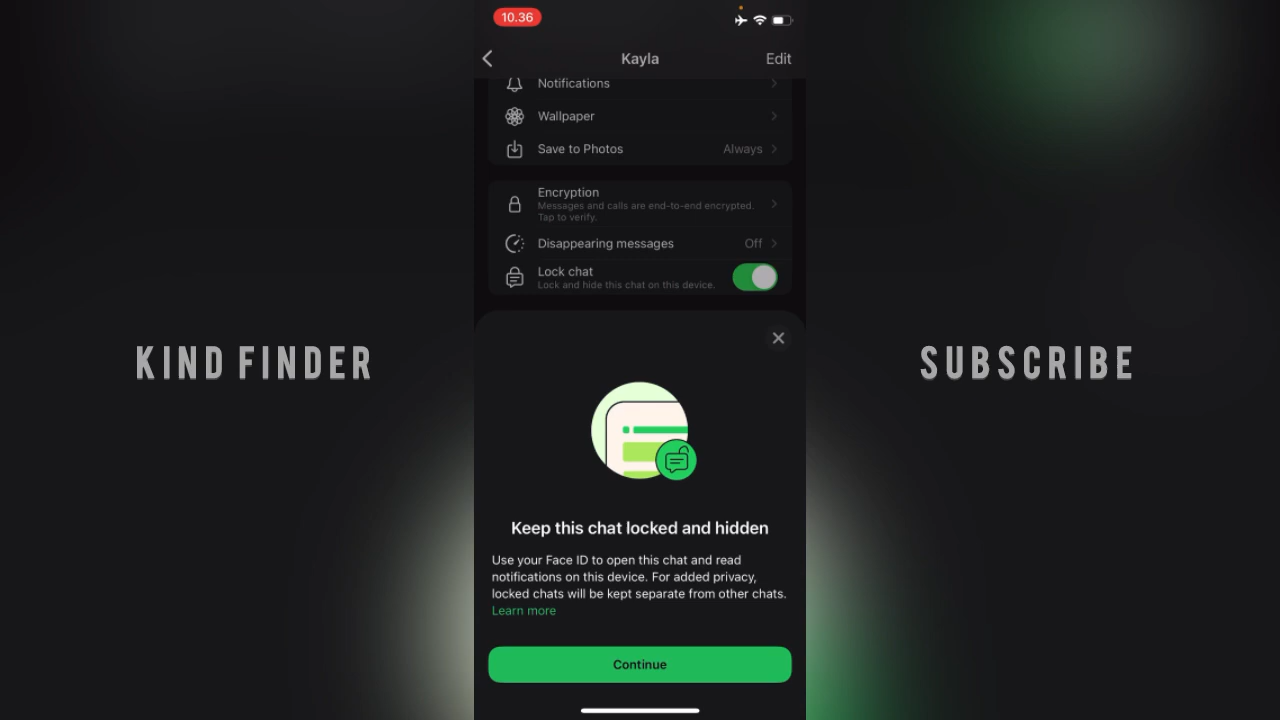 10.36
Kayla
Edit
Notifications
Wallpaper
Save to Photos
Always
Encryption
Messages and calls are end-to-end encrypted.
Tap to verify.
Disappearing messages
Off
Lock chat
Lock and hide this chat on this device.
KIND FINDER
SUBSCRIBE
Keep this chat locked and hidden
Use your Face ID to open this chat and read
notifications on this device. For added privacy,
locked chats will be kept separate from other chats.
Learn more
Continue